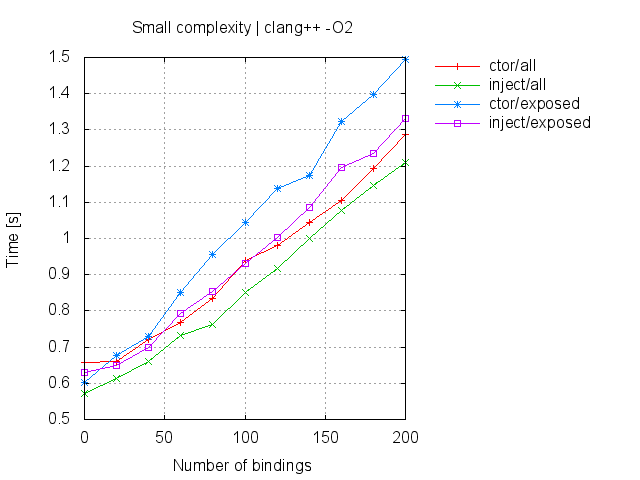 Small complexity | clang++ -O2
1.5
1.4
1.3
1.2
1.1
1
0.9
0.8
0.7
0.6
0.5
Time [s]
0 50 100 150 200
Number of bindings
ctor/all
inject/all
ctor/exposed
inject/exposed